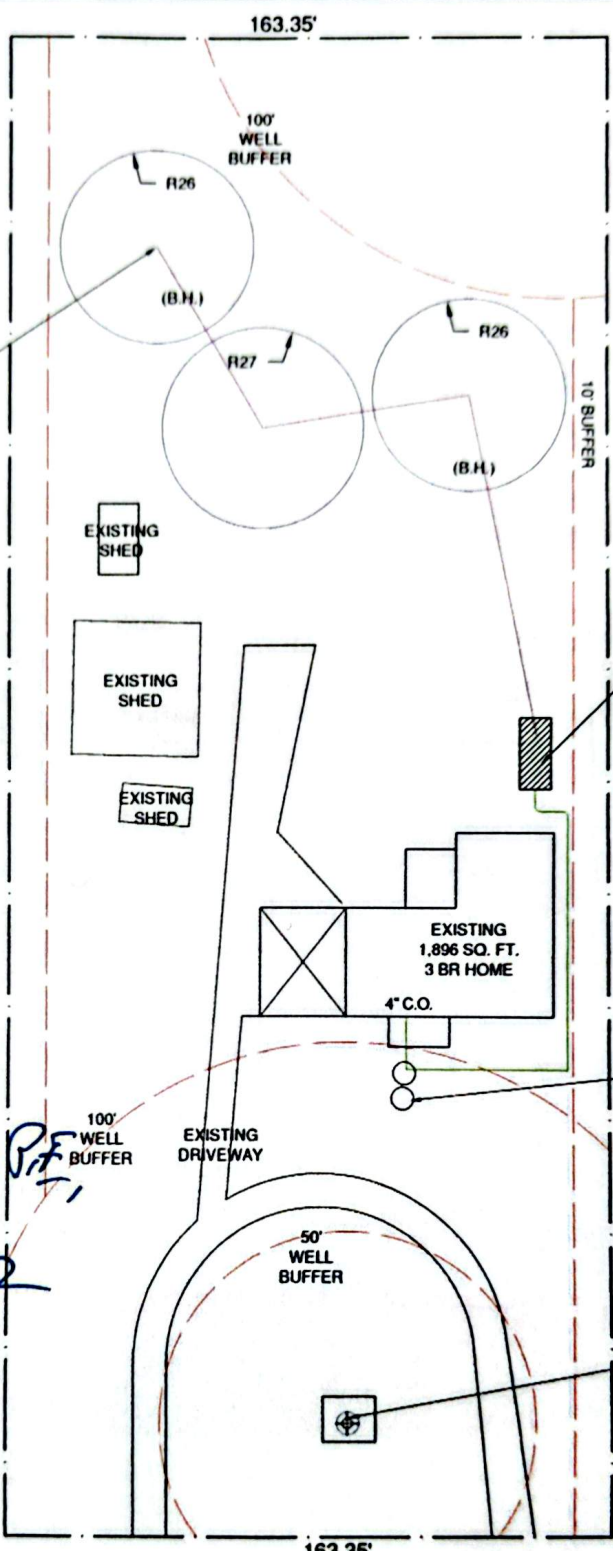 163.35'
100'
WELL
BUFFER
R26
(B.H.)
R27
R26
(B.H.)
10' BUFFER
EXISTING
SHED
EXISTING
SHED
EXISTING
SHED
EXISTING
1,896 SQ. FT.
3 BR HOME
4" C.O.
100'
WELL
BUFFER
EXISTING
DRIVEWAY
50'
WELL
BUFFER
163.35'